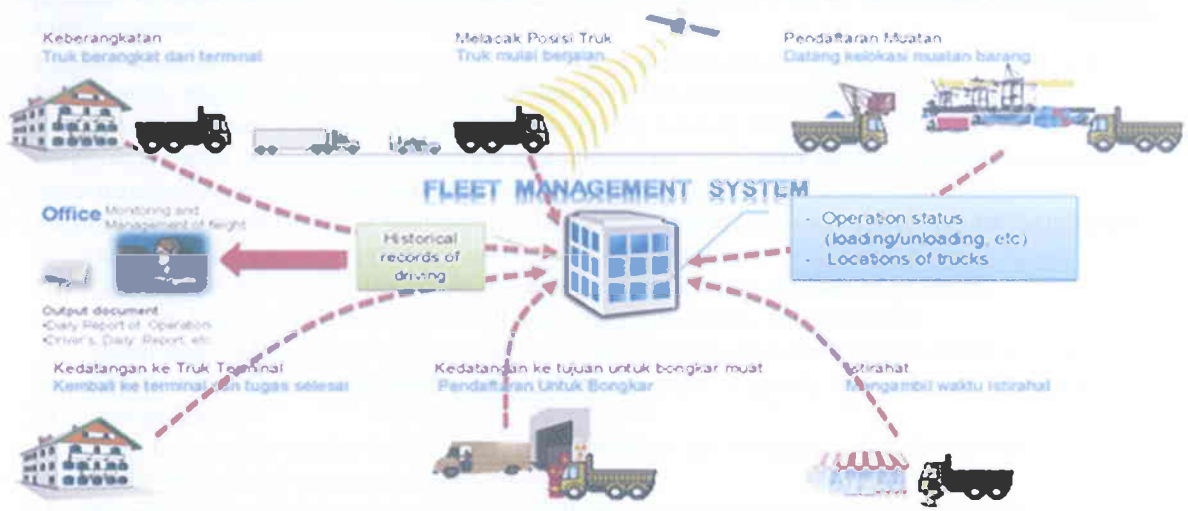 Keberangkatan
Truk berangkat dari terminal
Melacak Posisi Truk
Truk mulai berjalan
Pendaftaran Muatan
Datang kelokasi muatan barang
FLEET MANAGEMENT SYSTEM
Office Monitoring and
Management of freight
Historical
records of
driving
- Operation status
(loading/unloading, etc)
- Locations of trucks
Output document
•Daily Report of Operation
•Driver's Daily Report, etc
Kedatangan ke Truk Terminal
Kembali ke terminal dan tugas selesai
Kedatangan ke tujuan untuk bongkar muat
Pendaftaran Untuk Bongkar
Istirahat
Mengambil waktu Istirahat